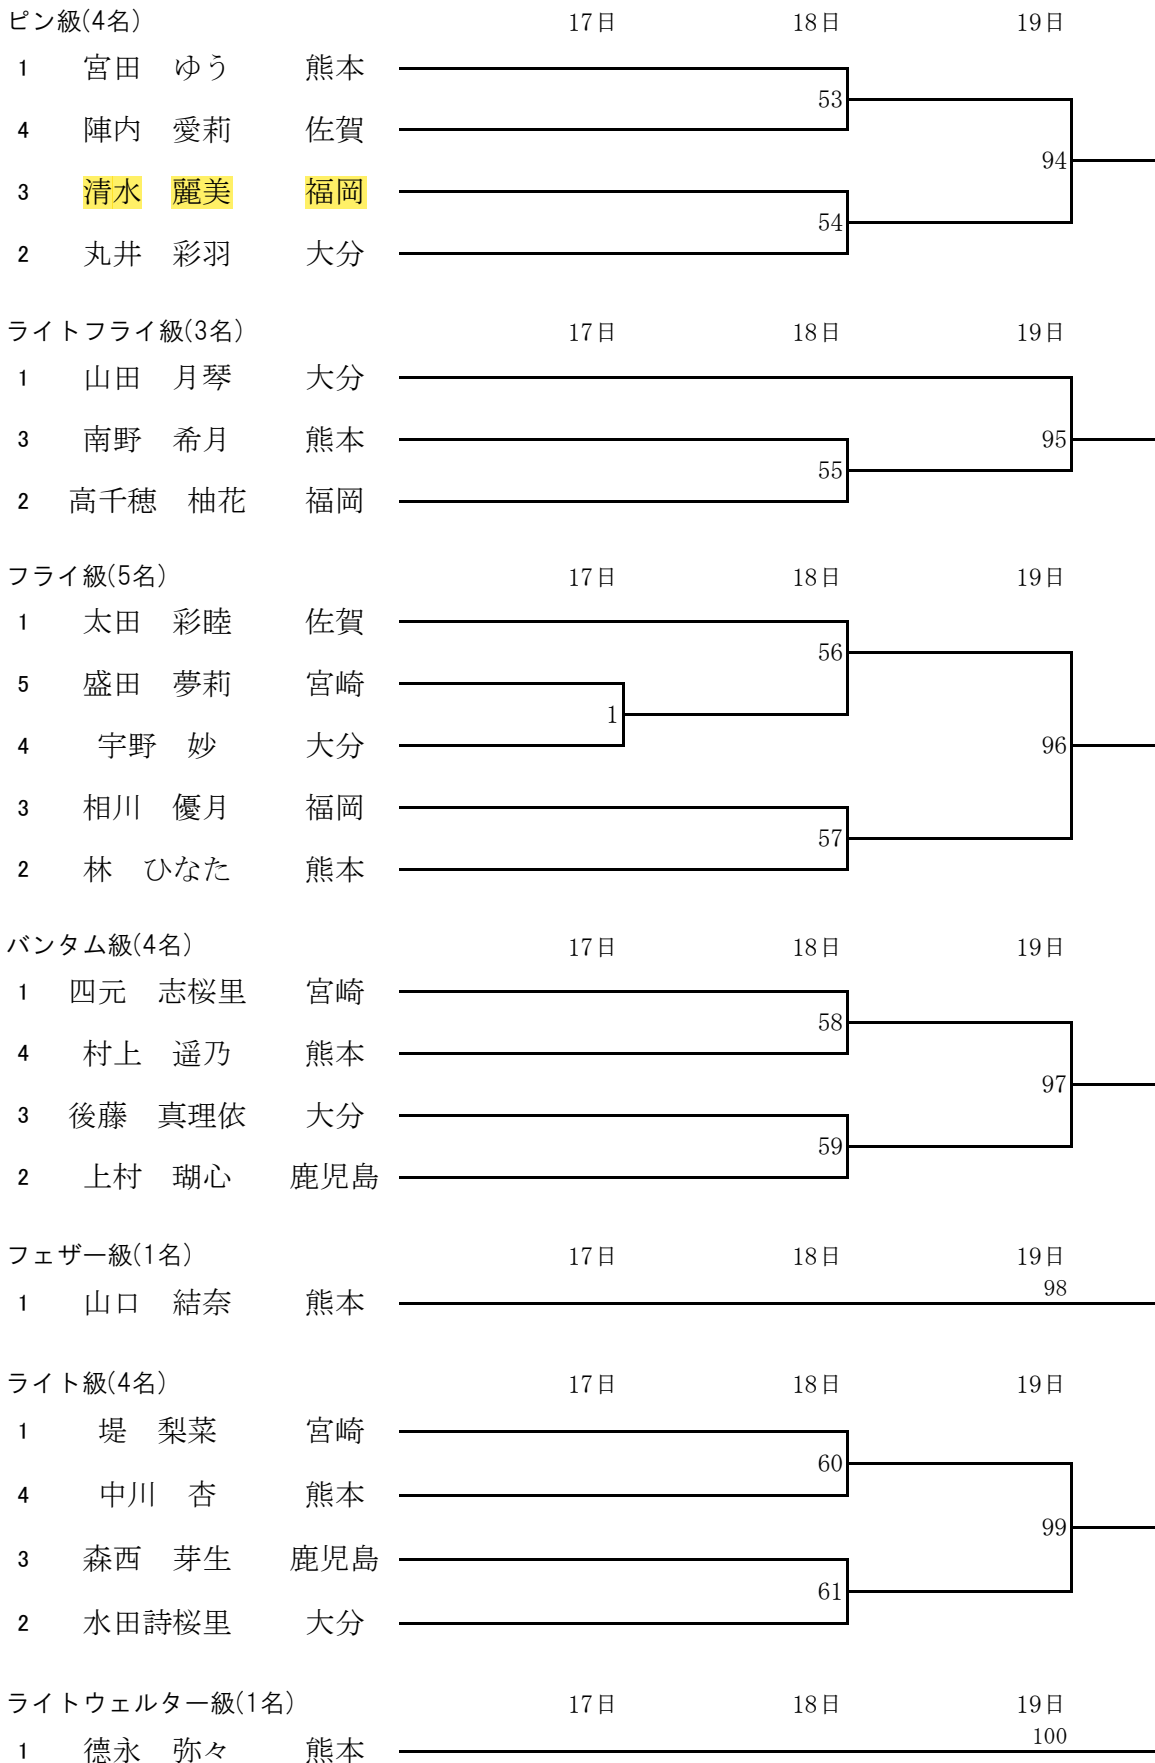 ピン級(4名) 17日 18日 19日
1 宮田　ゆう 熊本
53
4 陣内　愛莉 佐賀
94
3 清水　麗美 福岡
54
2 丸井　彩羽 大分
ライトフライ級(3名) 17日 18日 19日
1 山田　月琴 大分
3 南野　希月 熊本 95
55
2 高千穂　柚花 福岡
フライ級(5名) 17日 18日 19日
1 太田　彩睦 佐賀
56
5 盛田　夢莉 宮崎
1
4 宇野　妙 大分 96
3 相川　優月 福岡
57
2 林　ひなた 熊本
バンタム級(4名) 17日 18日 19日
1 四元　志桜里 宮崎
58
4 村上　遥乃 熊本
97
3 後藤　真理依 大分
59
2 上村　瑚心 鹿児島
フェザー級(1名) 17日 18日 19日
98
1 山口　結奈 熊本
ライト級(4名) 17日 18日 19日
1 堤　梨菜 宮崎
60
4 中川　杏 熊本
99
3 森西　芽生 鹿児島
61
2 水田詩桜里 大分
ライトウェルター級(1名) 17日 18日 19日
100
1 德永　弥々 熊本